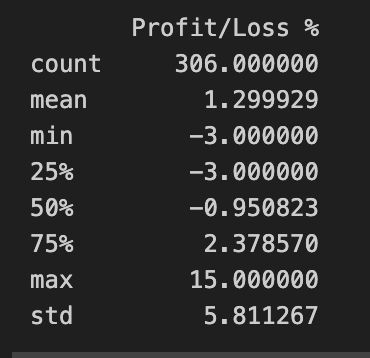 Profit/Loss %
count 306.000000
mean 1.299929
min -3.000000
25% -3.000000
50% -0.950823
75% 2.378570
max 15.000000
std 5.811267